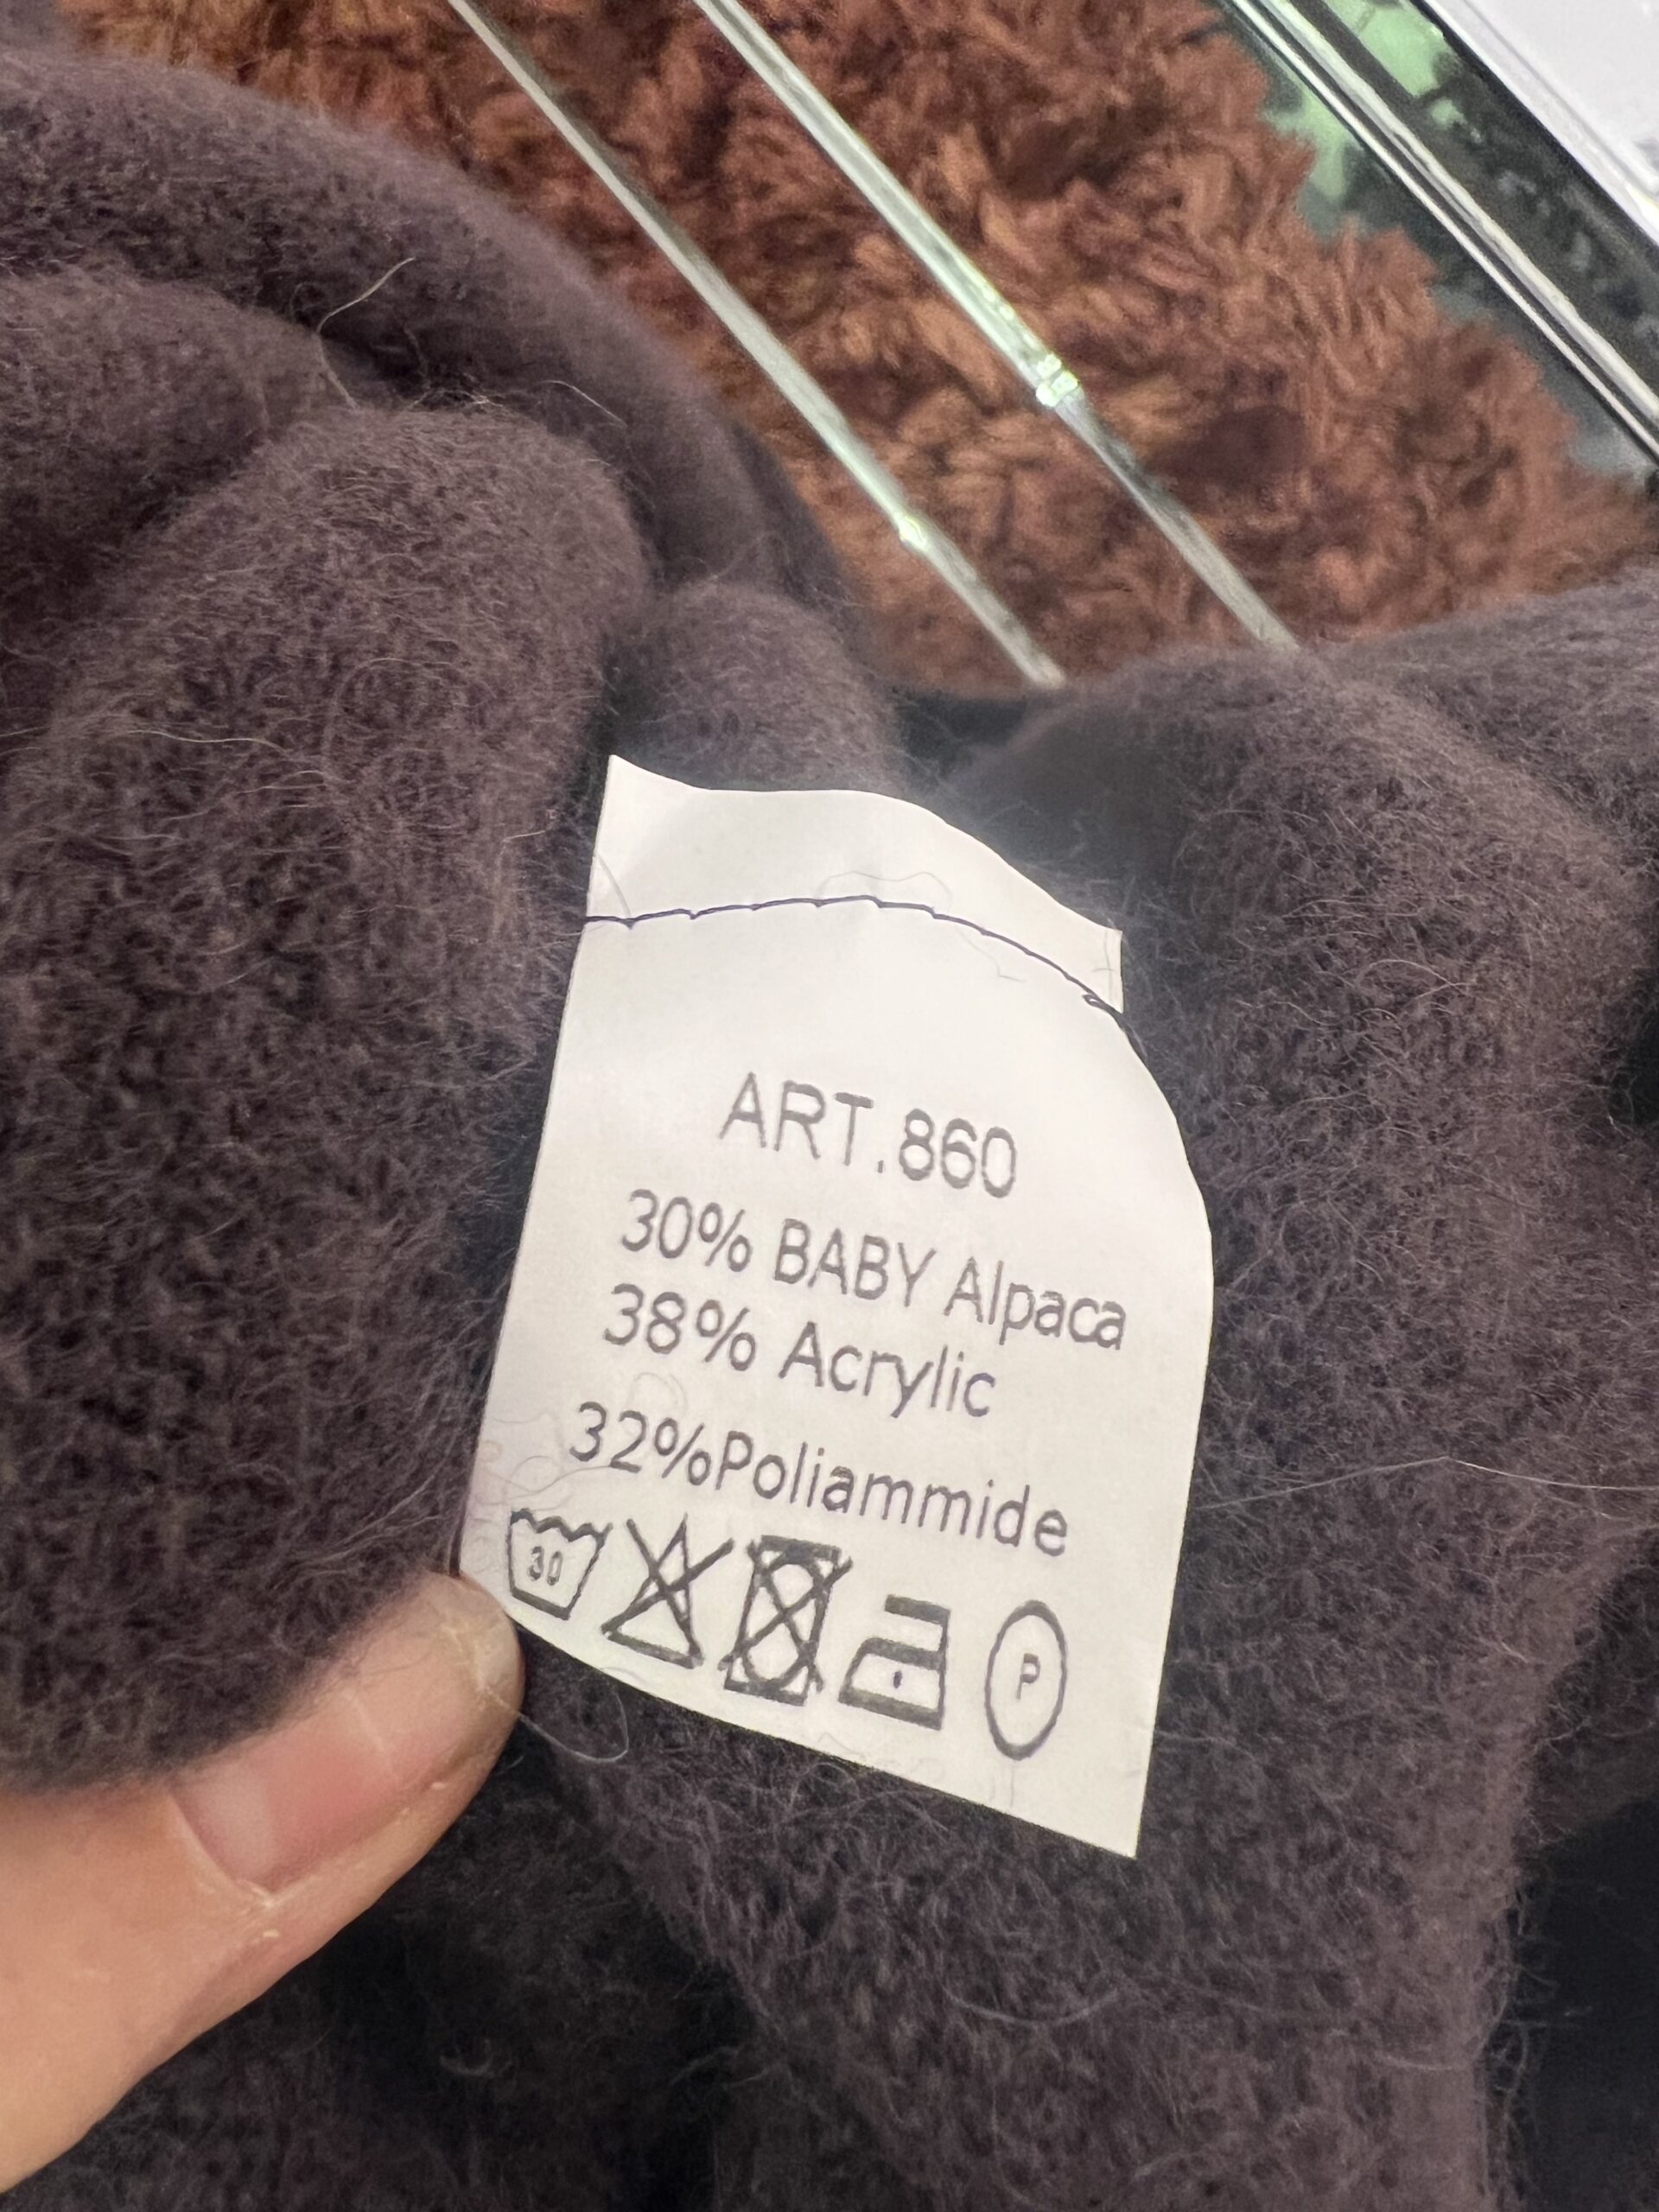 ART.860
30% BABY Alpaca
38% Acrylic
32%Poliammide
30
P